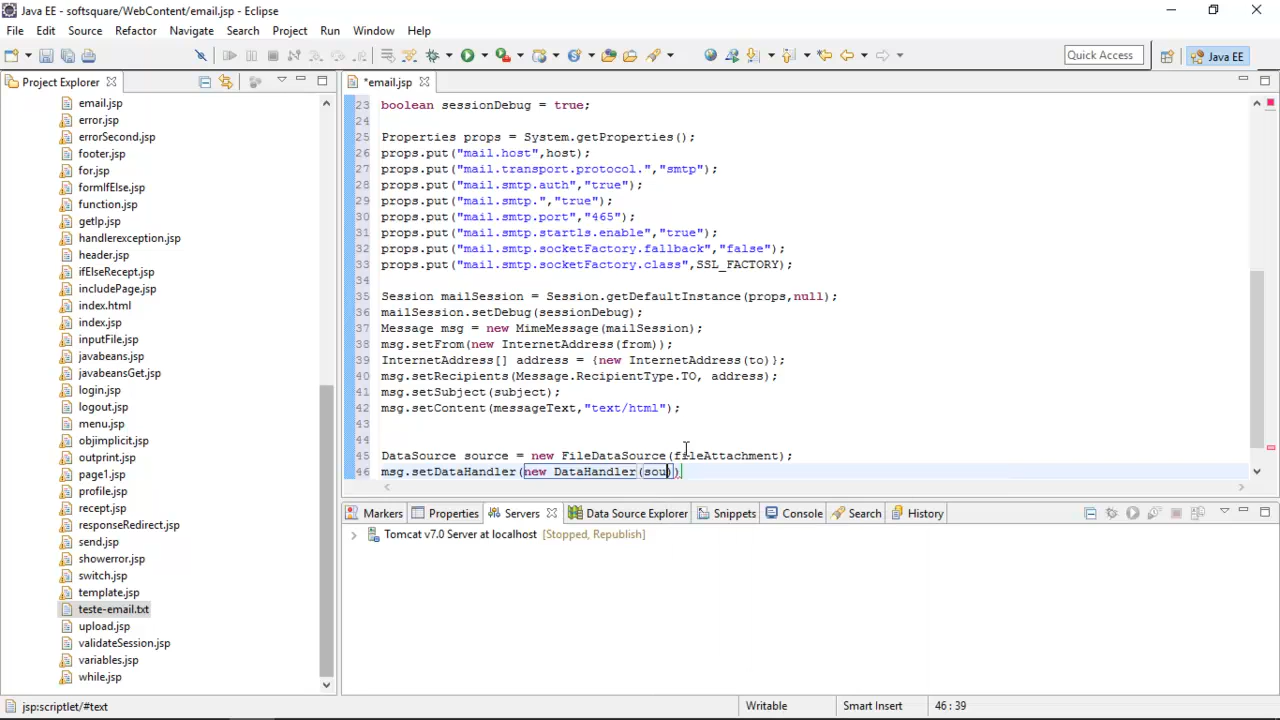 Java EE - softsquare/WebContent/email.jsp - Eclipse
File Edit Source Refactor Navigate Search Project Run Window Help
Quick Access
Java EE
Project Explorer
*email.jsp
email.jsp
error.jsp
errorSecond.jsp
footer.jsp
for.jsp
formIfElse.jsp
function.jsp
getIp.jsp
handlerexception.jsp
header.jsp
ifElseRecept.jsp
includePage.jsp
index.html
index.jsp
inputFile.jsp
javabeans.jsp
javabeansGet.jsp
login.jsp
logout.jsp
menu.jsp
objimplicit.jsp
outprint.jsp
page1.jsp
profile.jsp
recept.jsp
responseRedirect.jsp
send.jsp
showerror.jsp
switch.jsp
template.jsp
teste-email.txt
upload.jsp
validateSession.jsp
variables.jsp
while.jsp
23 boolean sessionDebug = true;
24
25 Properties props = System.getProperties();
26 props.put("mail.host",host);
27 props.put("mail.transport.protocol.","smtp");
28 props.put("mail.smtp.auth","true");
29 props.put("mail.smtp.","true");
30 props.put("mail.smtp.port","465");
31 props.put("mail.smtp.startls.enable","true");
32 props.put("mail.smtp.socketFactory.fallback","false");
33 props.put("mail.smtp.socketFactory.class",SSL_FACTORY);
34
35 Session mailSession = Session.getDefaultInstance(props,null);
36 mailSession.setDebug(sessionDebug);
37 Message msg = new MimeMessage(mailSession);
38 msg.setFrom(new InternetAddress(from));
39 InternetAddress[] address = {new InternetAddress(to)};
40 msg.setRecipients(Message.RecipientType.TO, address);
41 msg.setSubject(subject);
42 msg.setContent(messageText,"text/html");
43
44
45 DataSource source = new FileDataSource(fileAttachment);
46 msg.setDataHandler(new DataHandler(sou))
Markers Properties Servers Data Source Explorer Snippets Console Search History
Tomcat v7.0 Server at localhost [Stopped, Republish]
jsp:scriptlet/#text
Writable
Smart Insert
46 : 39